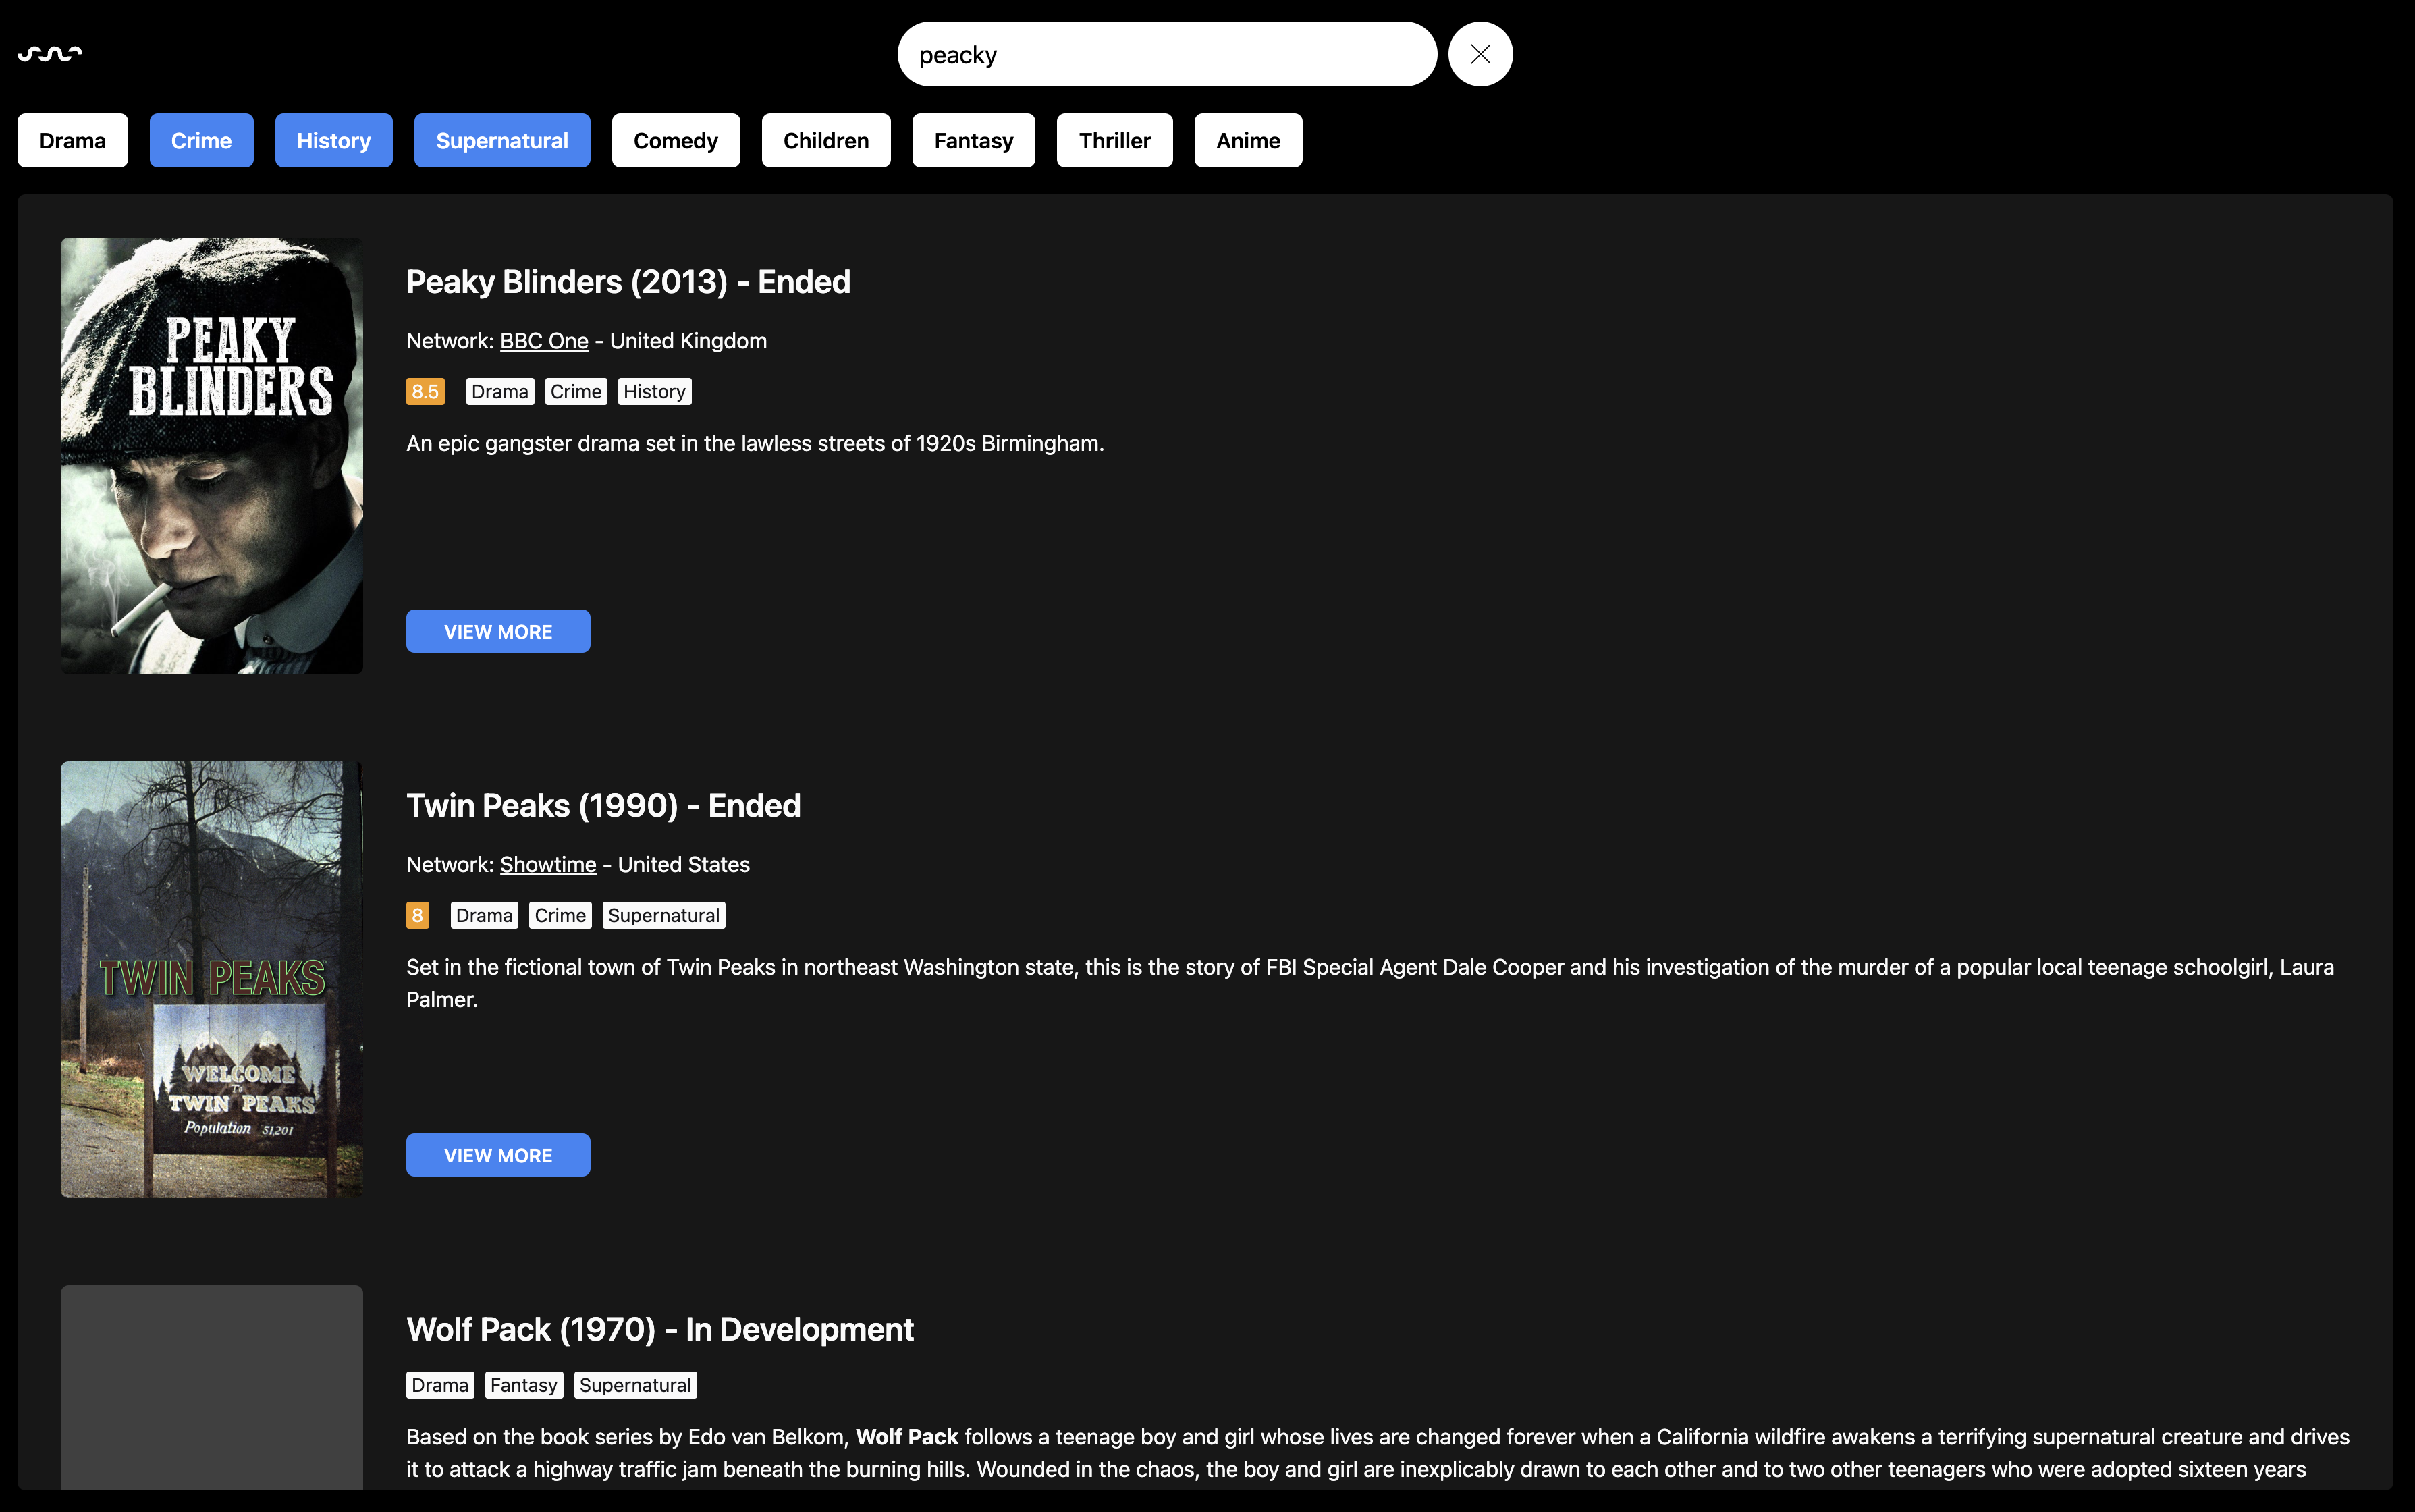 peacky
Drama Crime History Supernatural Comedy Children Fantasy Thriller Anime
PEAKY
BLINDERS
Peaky Blinders (2013) - Ended
Network: BBC One - United Kingdom
8.5 Drama Crime History
An epic gangster drama set in the lawless streets of 1920s Birmingham.
VIEW MORE
TWIN PEAKS
WELCOME
To
TWIN PEAKS
Population 51,201
Twin Peaks (1990) - Ended
Network: Showtime - United States
8 Drama Crime Supernatural
Set in the fictional town of Twin Peaks in northeast Washington state, this is the story of FBI Special Agent Dale Cooper and his investigation of the murder of a popular local teenage schoolgirl, Laura
Palmer.
VIEW MORE
Wolf Pack (1970) - In Development
Drama Fantasy Supernatural
Based on the book series by Edo van Belkom, Wolf Pack follows a teenage boy and girl whose lives are changed forever when a California wildfire awakens a terrifying supernatural creature and drives
it to attack a highway traffic jam beneath the burning hills. Wounded in the chaos, the boy and girl are inexplicably drawn to each other and to two other teenagers who were adopted sixteen years